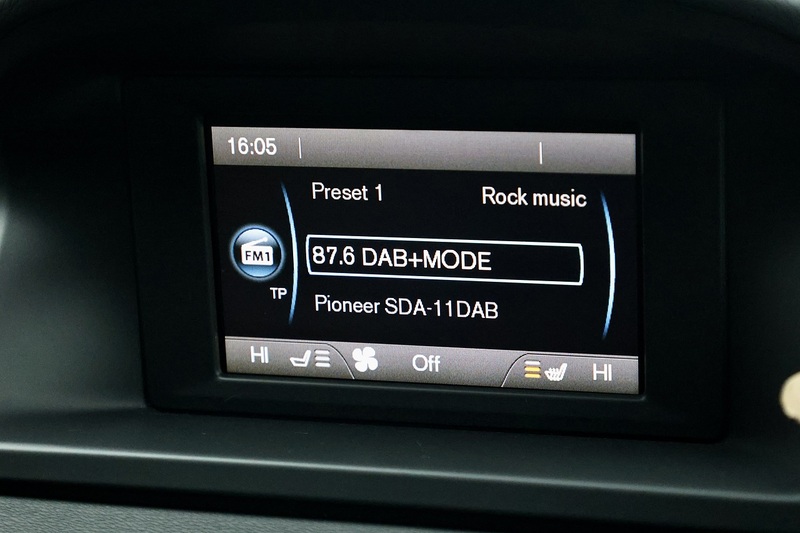 16:05
Preset 1 Rock music
FM1
87.6 DAB+MODE
TP
Pioneer SDA-11DAB
HI Off HI